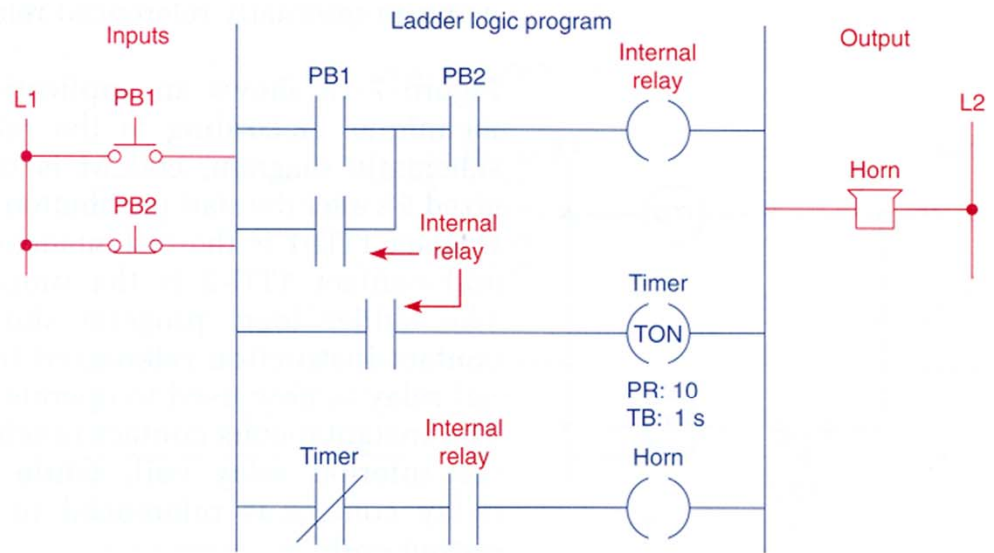 Ladder logic program
Inputs
Internal
relay
Output
PB1
PB2
L1
PB1
L2
Horn
PB2
Internal
relay
Timer
TON
PR: 10
TB: 1 s
Internal
relay
Timer
Horn